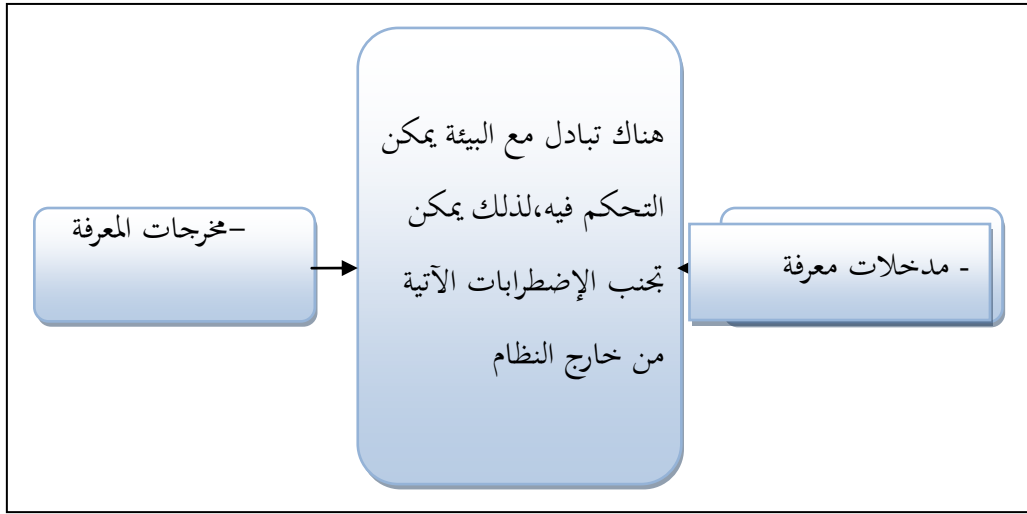 - مدخلات معرفة
هناك تبادل مع البيئة يمكن
التحكم فيه،لذلك يمكن
تجنب الإضطرابات الآتية
من خارج النظام
-مخرجات المعرفة